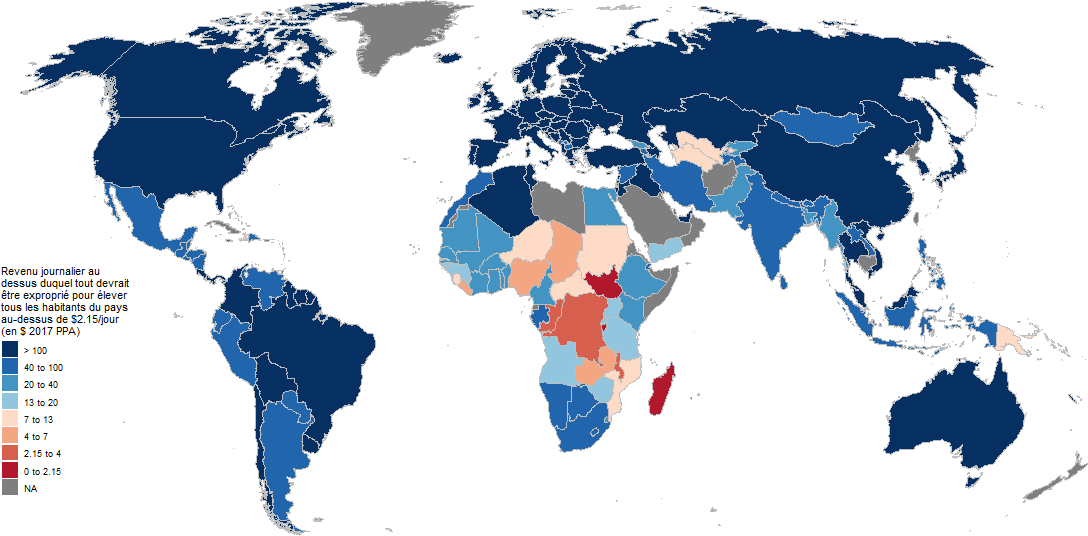 Revenu journalier au
dessus duquel tout devrait
être exproprié pour élever
tous les habitants du pays
au-dessus de $2.15/jour
(en $ 2017 PPA)
> 100
40 to 100
20 to 40
13 to 20
7 to 13
4 to 7
2.15 to 4
0 to 2.15
NA